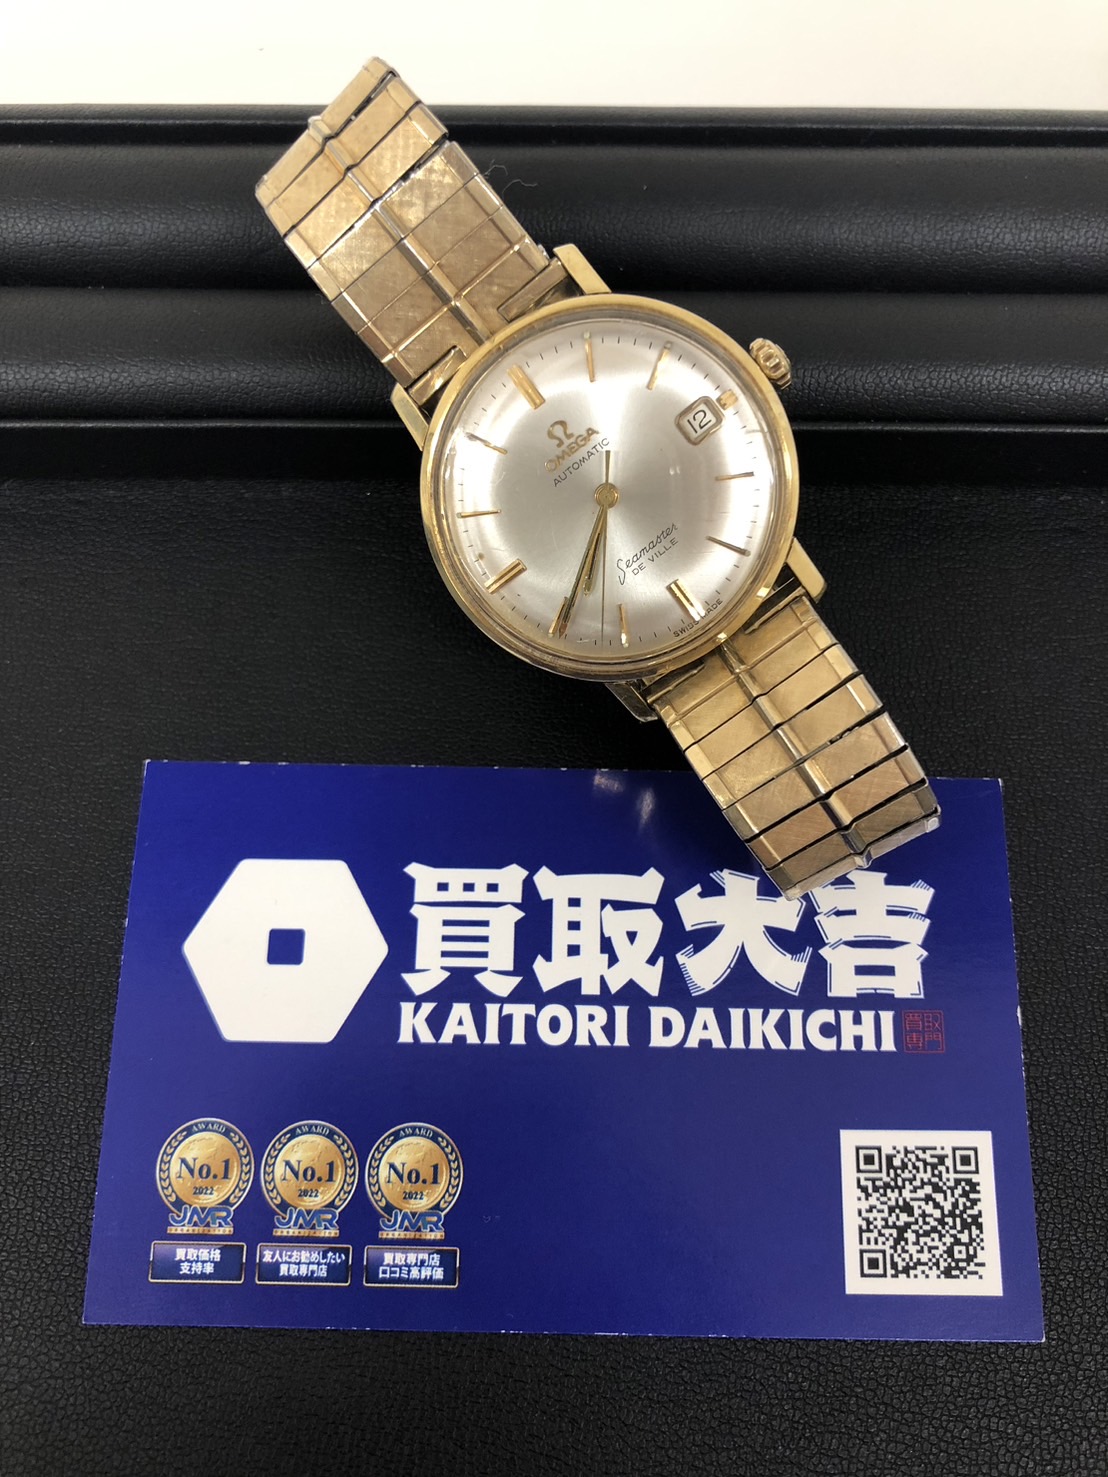 12
Ω
OMEGA
AUTOMATIC
Seamaster
DE VILLE
SWISS MADE
買取大吉
KAITORI DAIKICHI
買取
専門
AWARD
No.1
2022
JMR
買取価格
支持率
AWARD
No.1
2022
JMR
友人にお勧めしたい
買取専門店
AWARD
No.1
2022
JMR
買取専門店
口コミ高評価